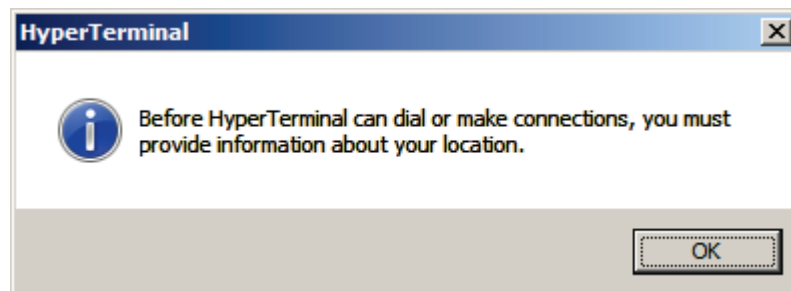 HyperTerminal
Before HyperTerminal can dial or make connections, you must
provide information about your location.
OK